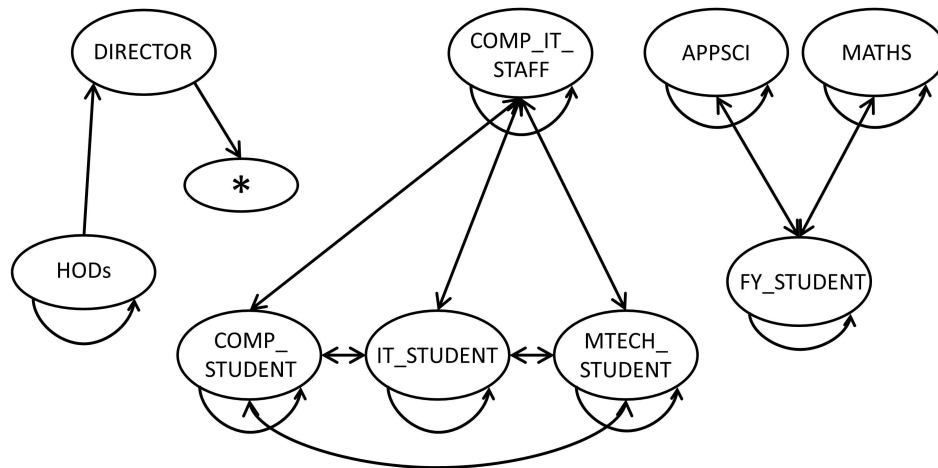 DIRECTOR
COMP_IT_
STAFF
APPSCI
MATHS
*
HODs
FY_STUDENT
COMP_
STUDENT
IT_STUDENT
MTECH_
STUDENT